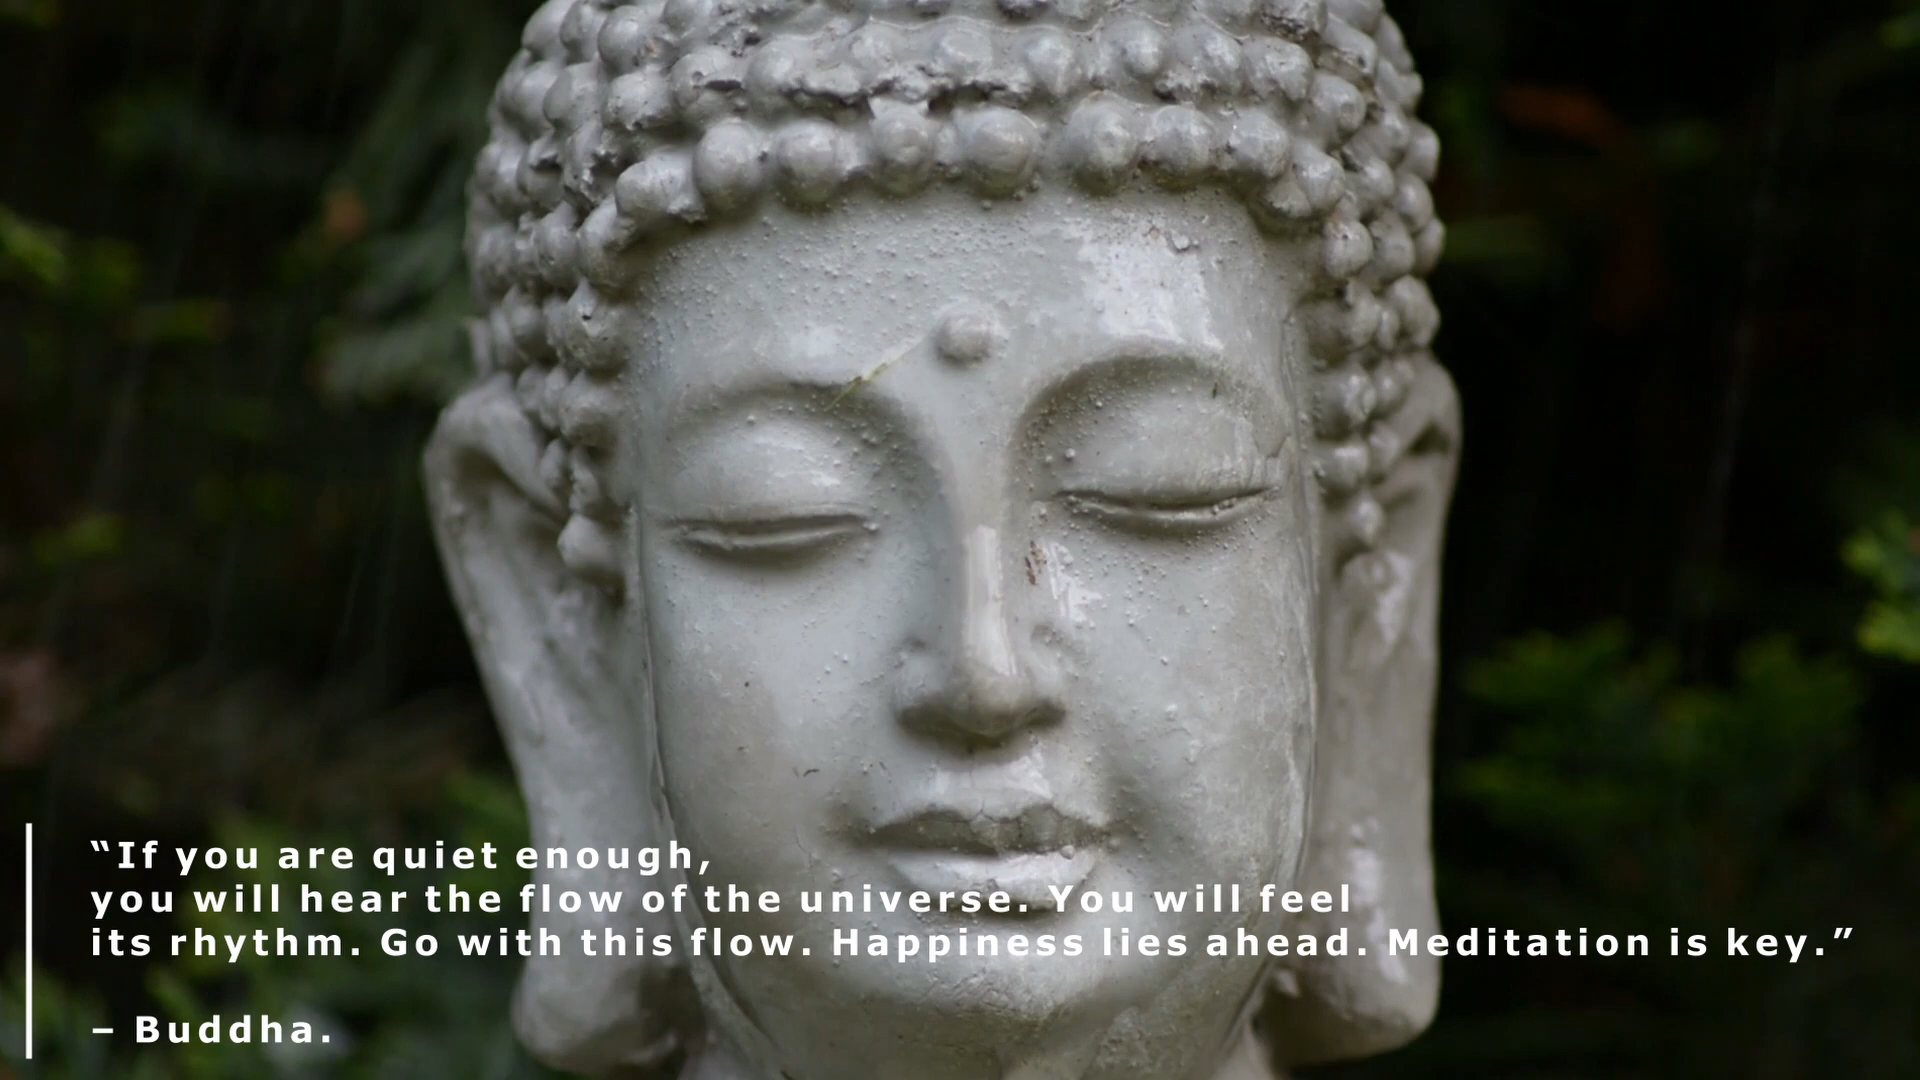 “If you are quiet enough,
you will hear the flow of the universe. You will feel
its rhythm. Go with this flow. Happiness lies ahead. Meditation is key.”
– Buddha.